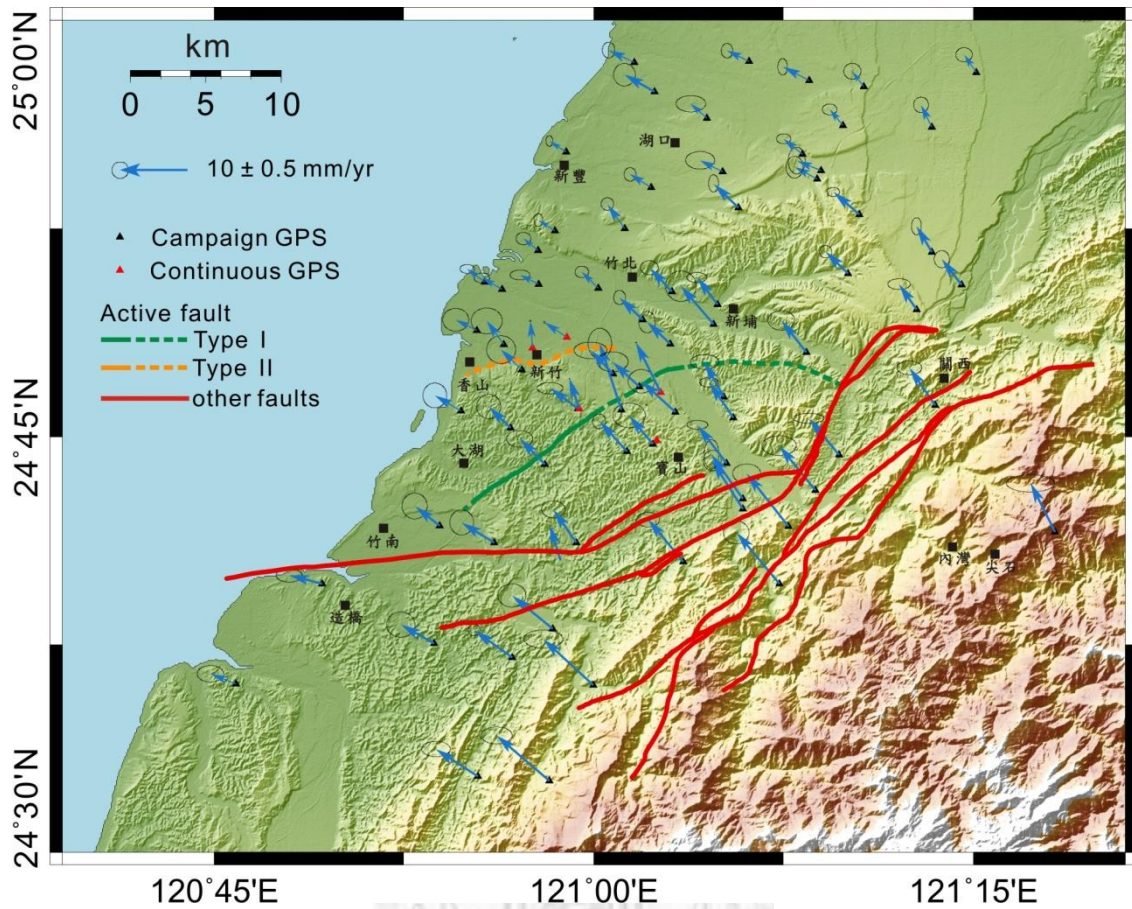 km
0 5 10
10 ± 0.5 mm/yr
Campaign GPS
Continuous GPS
Active fault
Type I
Type II
other faults
湖口
新豐
竹北
新埔
新竹
香山
關西
大湖
寶山
竹南
內灣
尖石
造橋
25°00'N
24°45'N
24°30'N
120°45'E 121°00'E 121°15'E